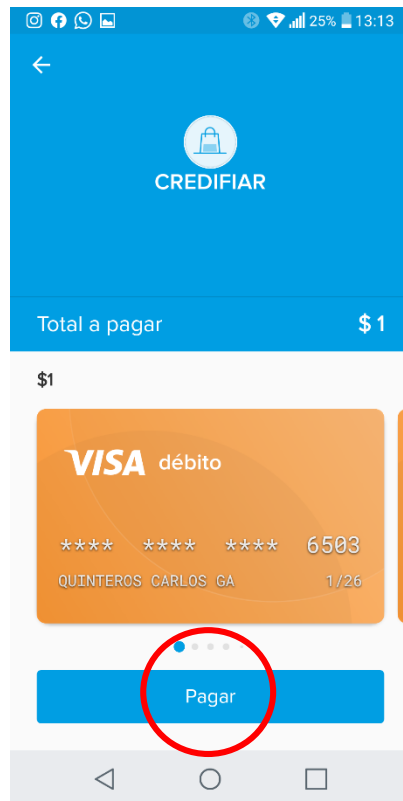 25% 13:13
CREDIFIAR
Total a pagar $ 1
$1
VISA débito
**** **** **** 6503
QUINTEROS CARLOS GA 1/26
Pagar